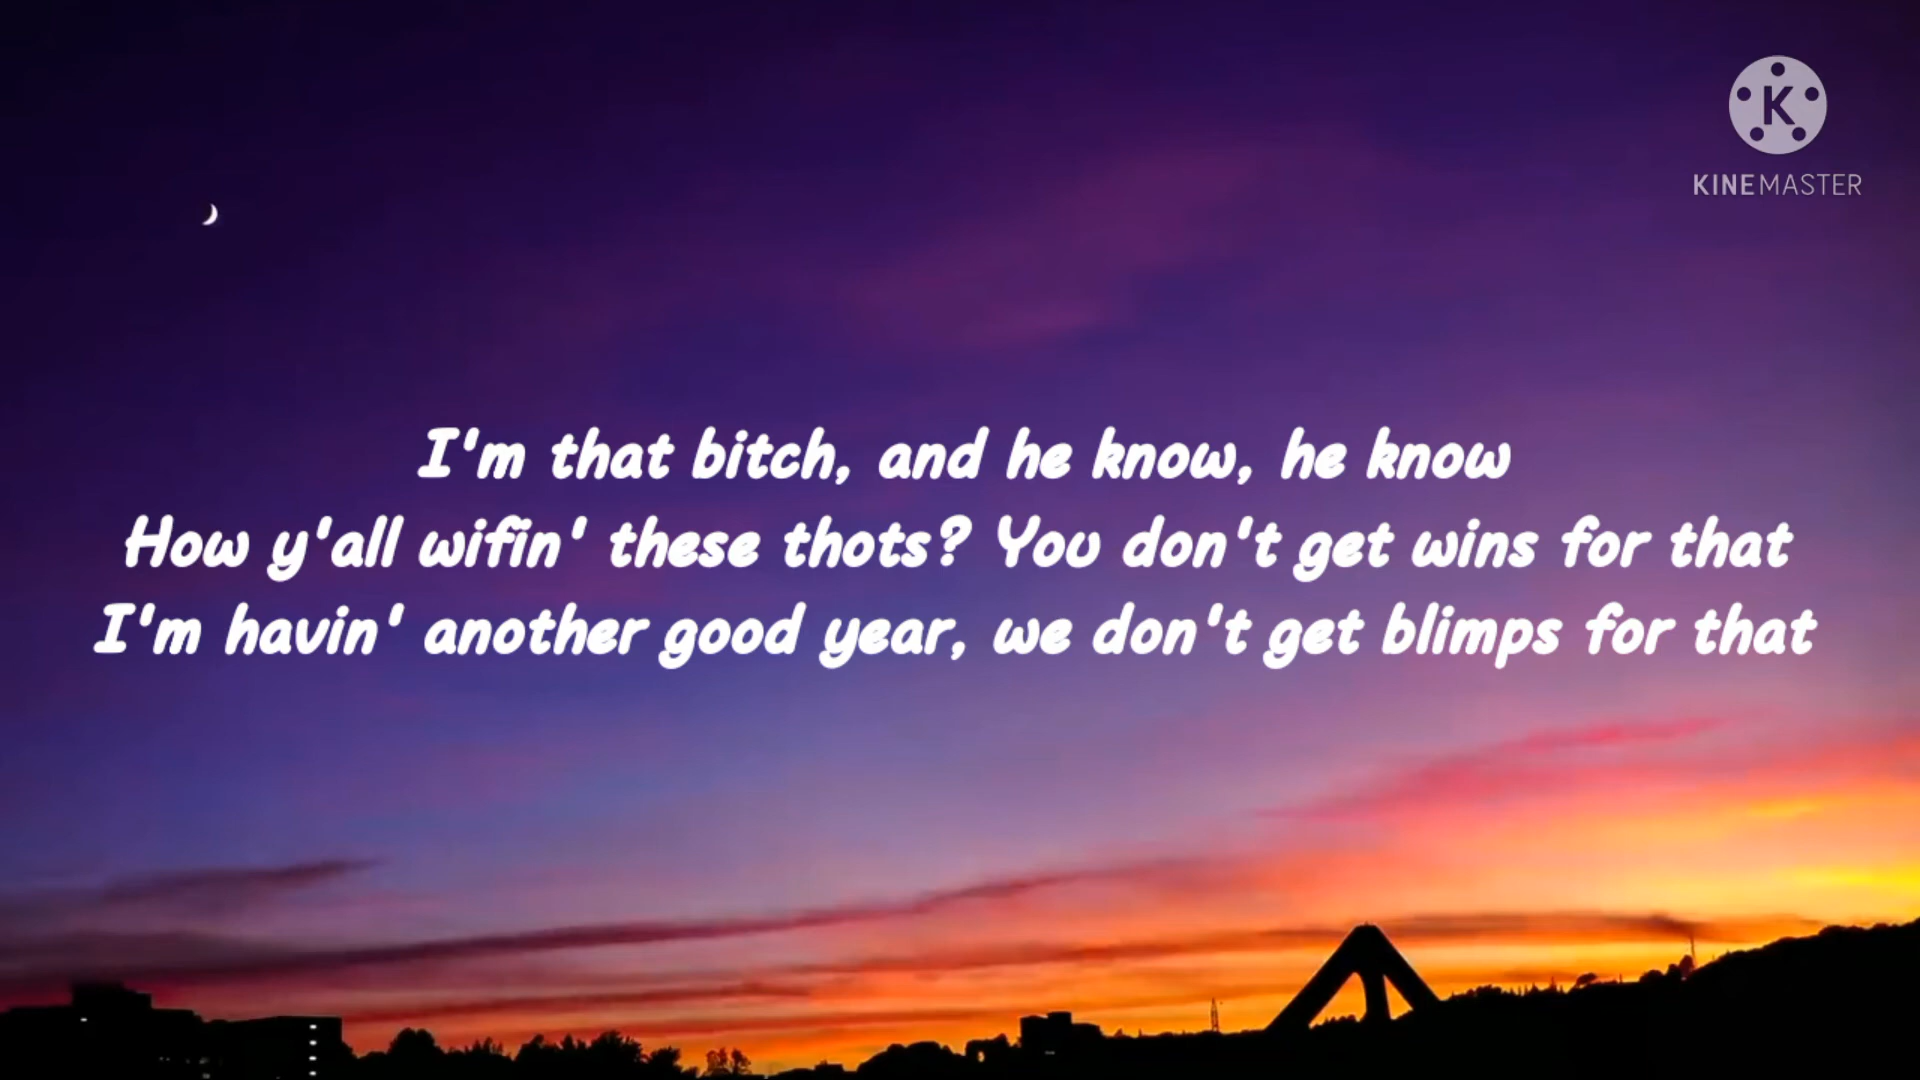 K
KINEMASTER
I'm that bitch, and he know, he know
How y'all wifin' these thots? You don't get wins for that
I'm havin' another good year, we don't get blimps for that